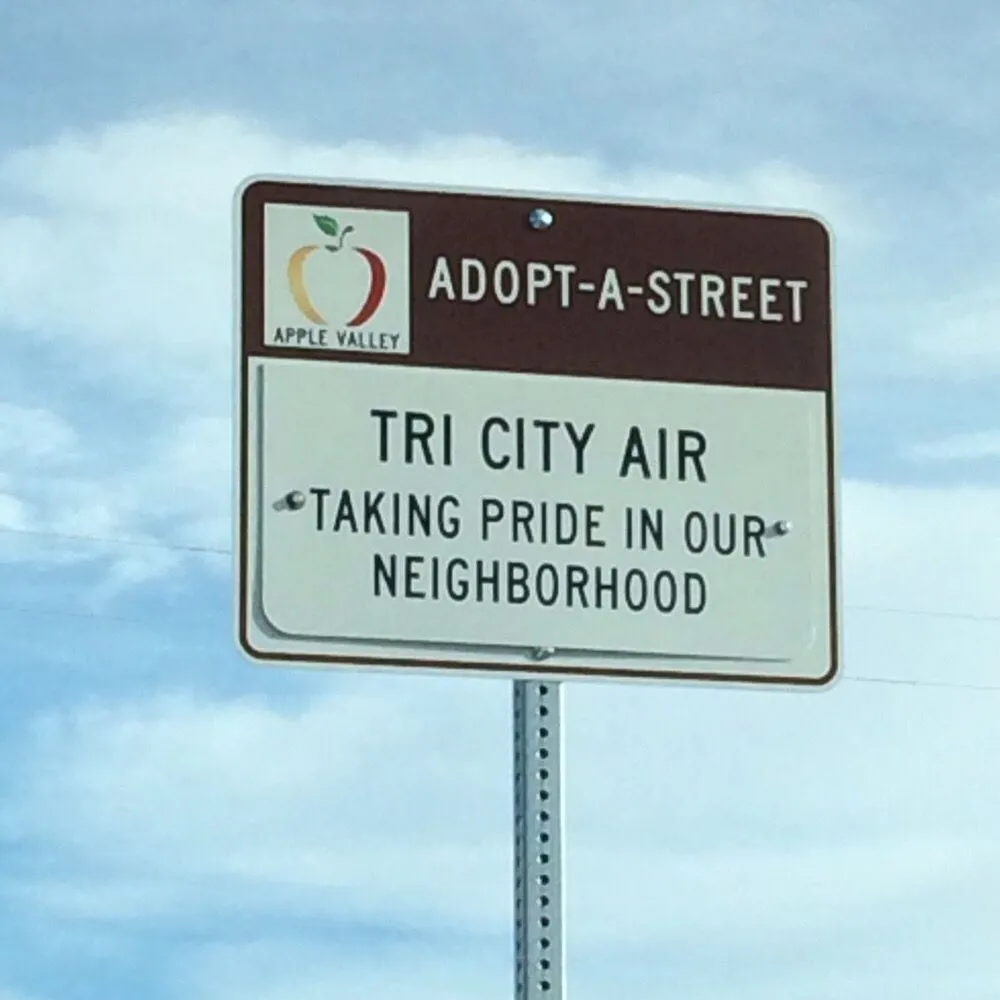 APPLE VALLEY
ADOPT-A-STREET
TRI CITY AIR
TAKING PRIDE IN OUR
NEIGHBORHOOD